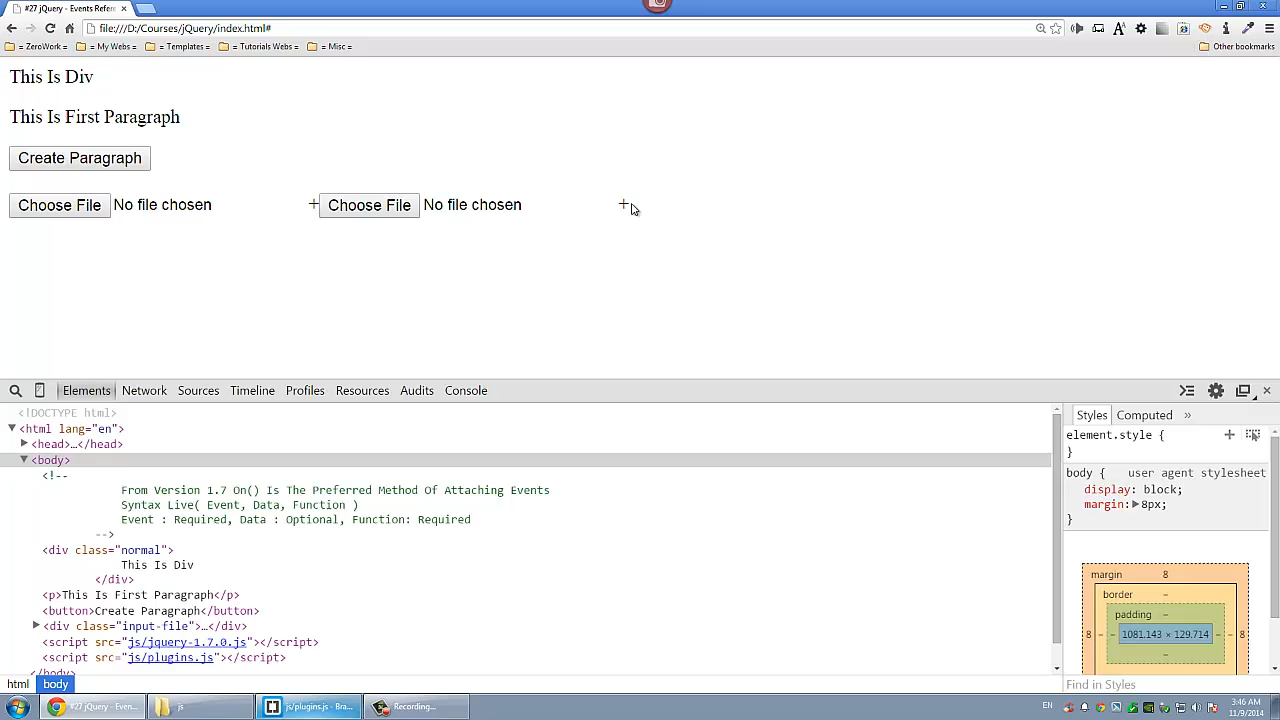 #27 jQuery - Events Refere
file:///D:/Courses/jQuery/index.html#
= ZeroWork = = My Webs = = Templates = = Tutorials Webs = = Misc = Other bookmarks
This Is Div
This Is First Paragraph
Create Paragraph
Choose File No file chosen + Choose File No file chosen +
Elements Network Sources Timeline Profiles Resources Audits Console
<!DOCTYPE html>
<html lang="en">
<head>…</head>
<body>
<!--
From Version 1.7 On() Is The Preferred Method Of Attaching Events
Syntax Live( Event, Data, Function )
Event : Required, Data : Optional, Function: Required
-->
<div class="normal">
This Is Div
</div>
<p>This Is First Paragraph</p>
<button>Create Paragraph</button>
<div class="input-file">…</div>
<script src="js/jquery-1.7.0.js"></script>
<script src="js/plugins.js"></script>
</body>
html body
Styles Computed »
element.style {
}
body { user agent stylesheet
display: block;
margin: 8px;
}
margin 8
border –
padding –
8 – – 1081.143 × 129.714 – – 8
–
Find in Styles
#27 jQuery - Even... js js/plugins.js - Bra... Recording...
EN 3:46 AM
11/9/2014